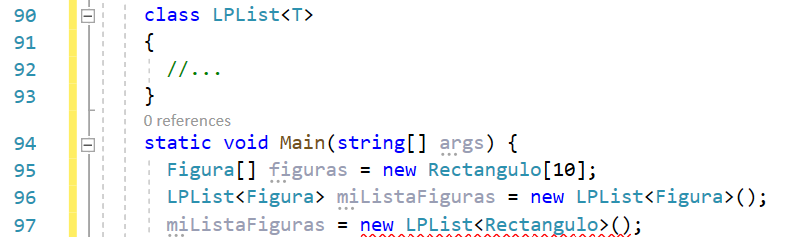 90 class LPList<T>
91 {
92 //...
93 }
0 references
94 static void Main(string[] args) {
95 Figura[] figuras = new Rectangulo[10];
96 LPList<Figura> miListaFiguras = new LPList<Figura>();
97 miListaFiguras = new LPList<Rectangulo>();